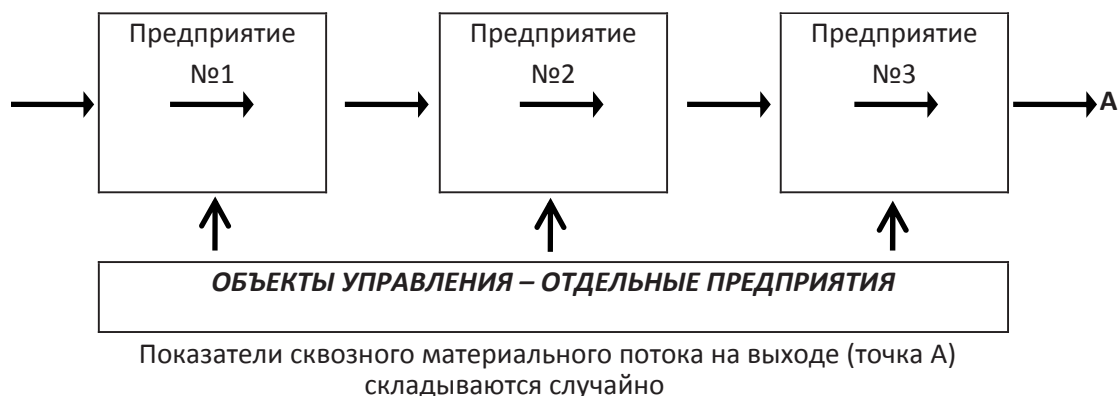 Предприятие
№1
Предприятие
№2
Предприятие
№3
А
ОБЪЕКТЫ УПРАВЛЕНИЯ – ОТДЕЛЬНЫЕ ПРЕДПРИЯТИЯ
Показатели сквозного материального потока на выходе (точка А)
складываются случайно